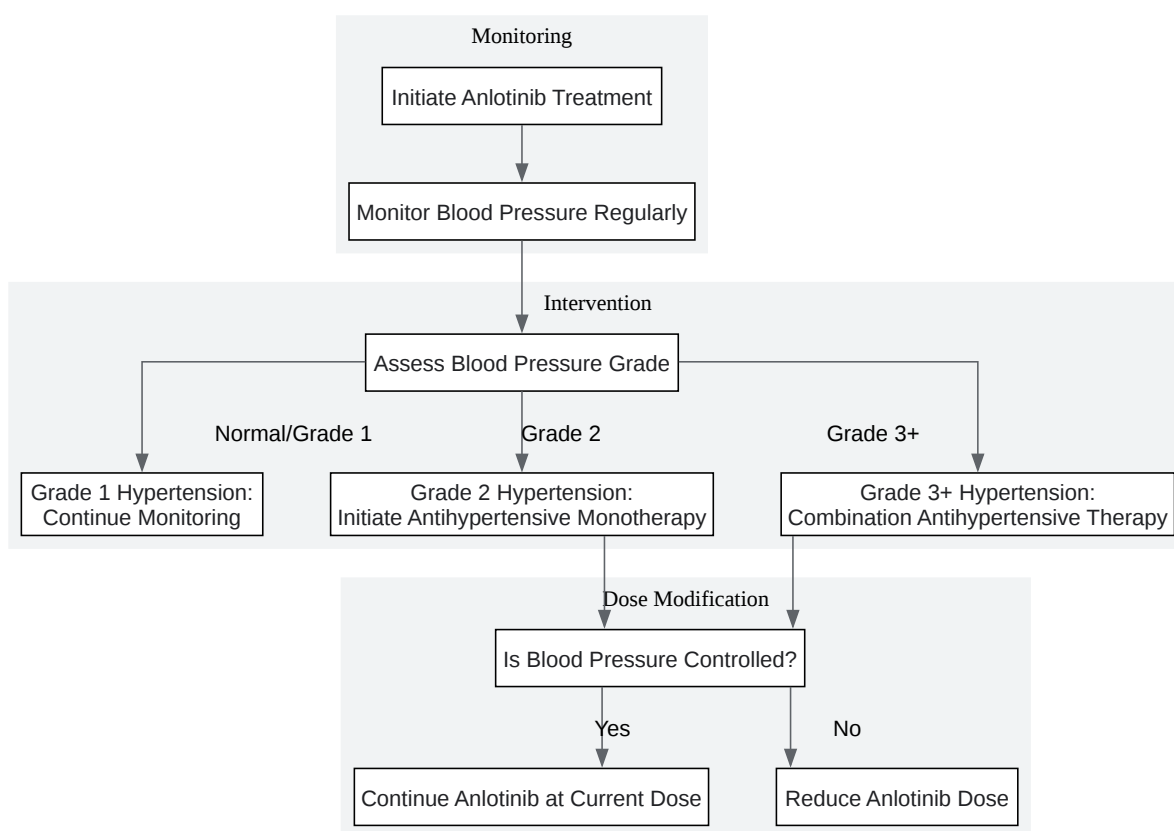 Monitoring
Initiate Anlotinib Treatment
Monitor Blood Pressure Regularly
Intervention
Assess Blood Pressure Grade
Normal/Grade 1
Grade 2
Grade 3+
Grade 1 Hypertension:
Continue Monitoring
Grade 2 Hypertension:
Initiate Antihypertensive Monotherapy
Grade 3+ Hypertension:
Combination Antihypertensive Therapy
Dose Modification
Is Blood Pressure Controlled?
Yes
No
Continue Anlotinib at Current Dose
Reduce Anlotinib Dose